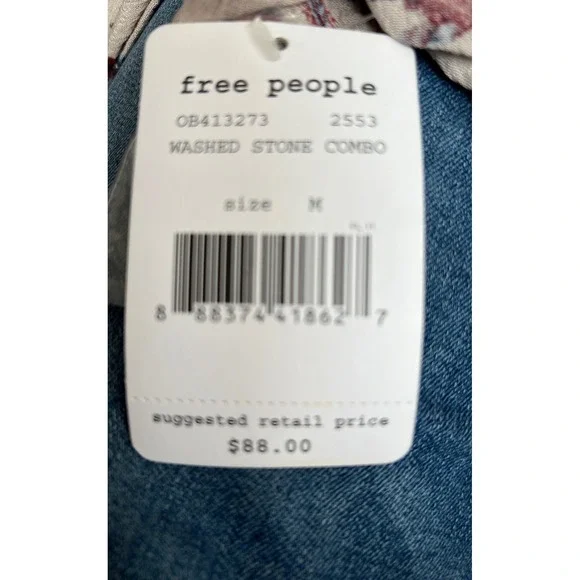 free people
OB413273 2553
WASHED STONE COMBO
size M
8 88374 41862 7
suggested retail price
$88.00